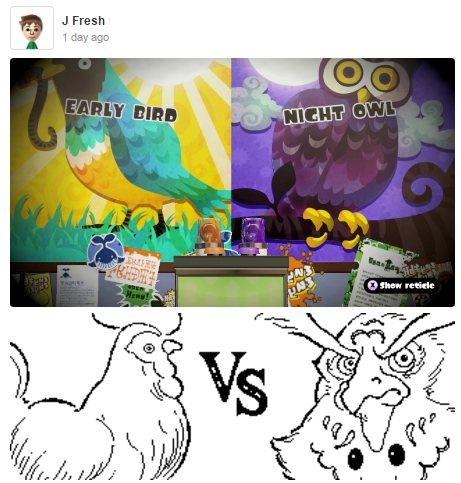 J Fresh
1 day ago
EARLY BIRD
NIGHT OWL
X Show reticle
VS